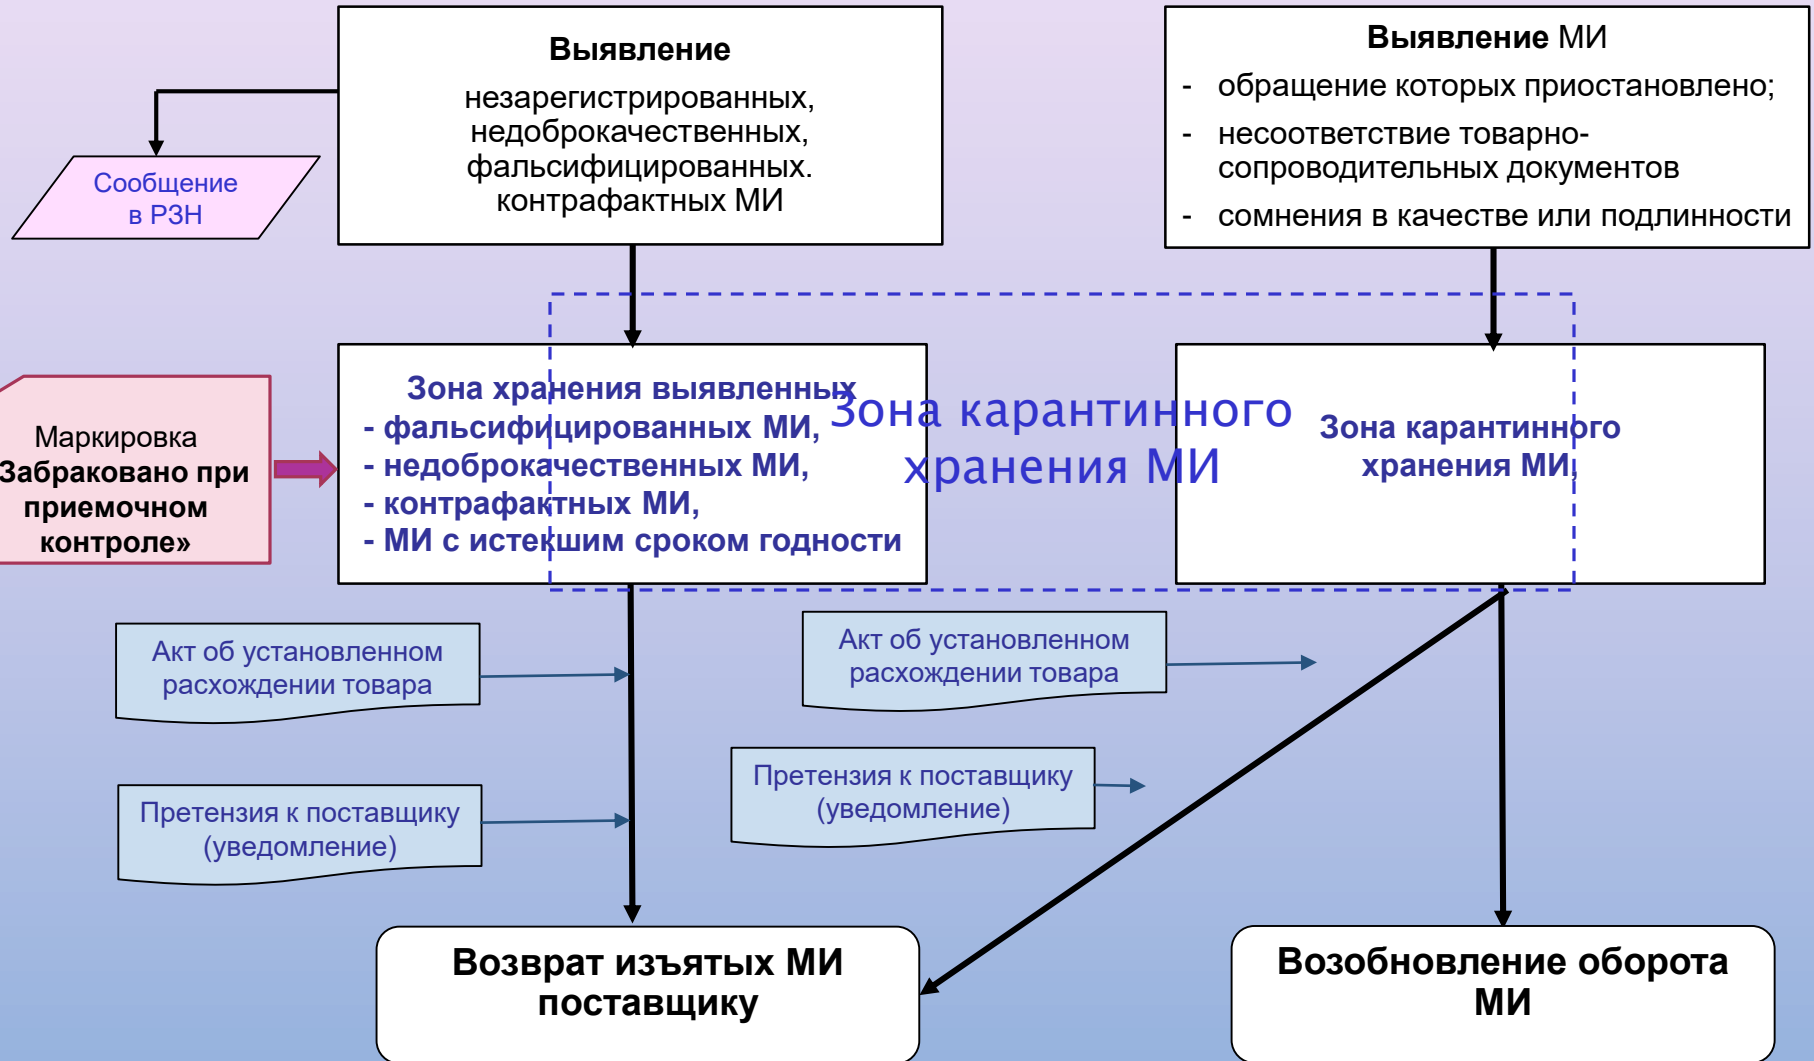 Выявление
незарегистрированных,
недоброкачественных,
фальсифицированных.
контрафактных МИ
Выявление МИ
- обращение которых приостановлено;
- несоответствие товарно-
сопроводительных документов
- сомнения в качестве или подлинности
Сообщение
в РЗН
Маркировка
Забраковано при
приемочном
контроле»
Зона хранения выявленных
- фальсифицированных МИ,
- недоброкачественных МИ,
- контрафактных МИ,
- МИ с истекшим сроком годности
Зона карантинного
хранения МИ
Зона карантинного
хранения МИ,
Акт об установленном
расхождении товара
Акт об установленном
расхождении товара
Претензия к поставщику
(уведомление)
Претензия к поставщику
(уведомление)
Возврат изъятых МИ
поставщику
Возобновление оборота
МИ